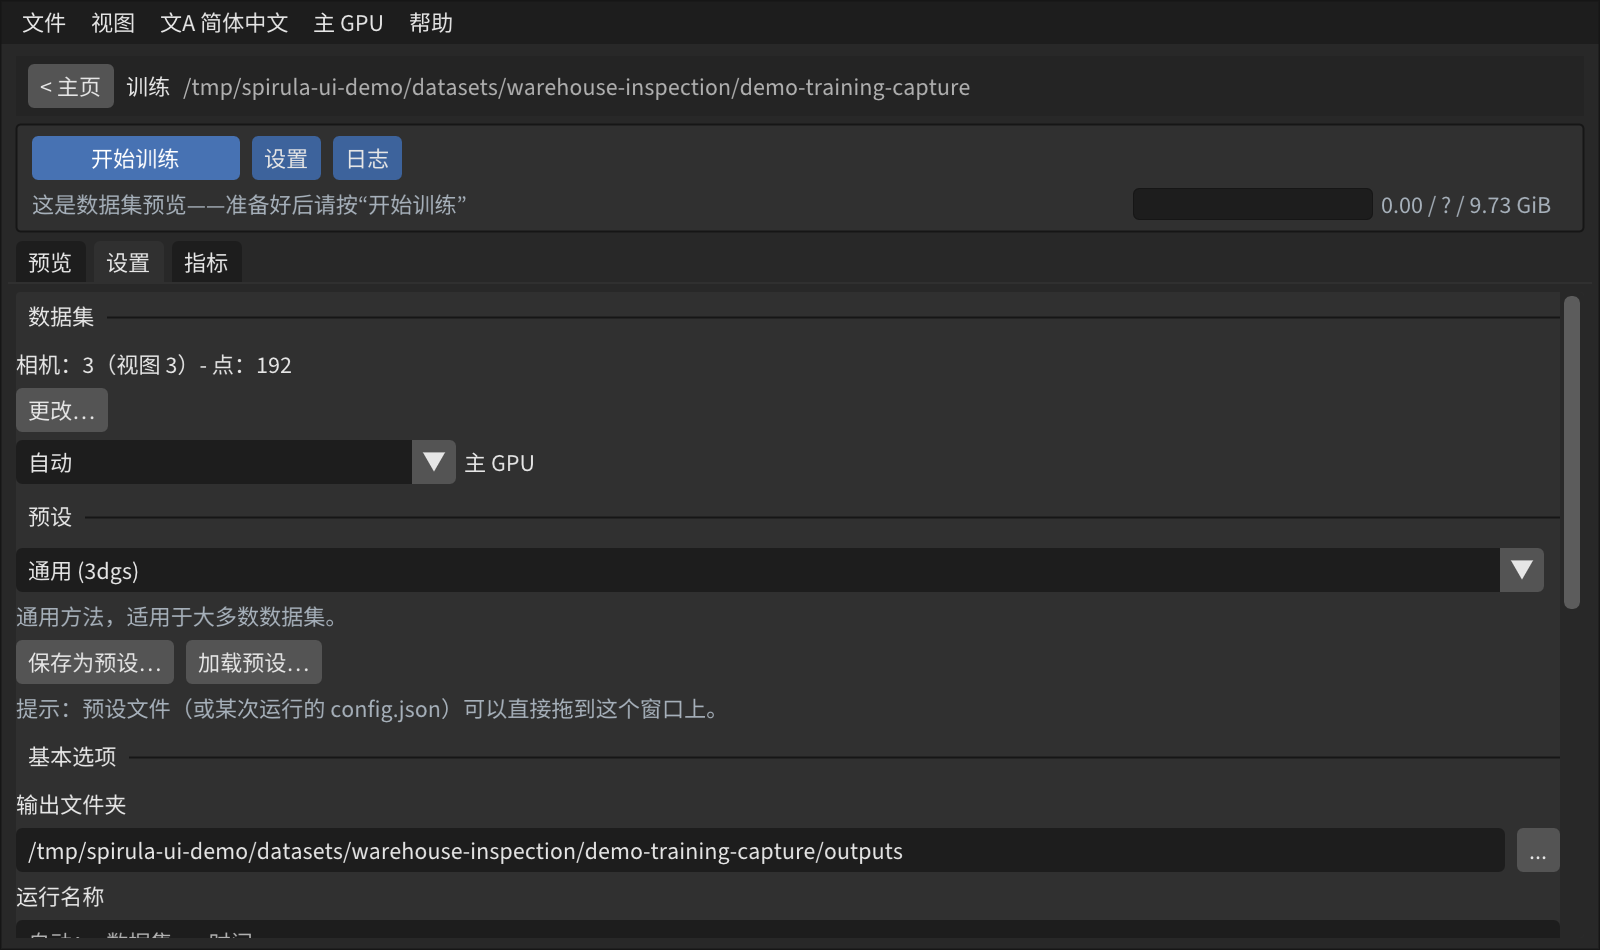 文件 视图 文A 简体中文 主 GPU 帮助
< 主页 训练 /tmp/spirula-ui-demo/datasets/warehouse-inspection/demo-training-capture
开始训练 设置 日志
这是数据集预览——准备好后请按“开始训练” 0.00 / ? / 9.73 GiB
预览 设置 指标
数据集
相机：3（视图 3）- 点：192
更改...
自动 主 GPU
预设
通用 (3dgs)
通用方法，适用于大多数数据集。
保存为预设... 加载预设...
提示：预设文件（或某次运行的 config.json）可以直接拖到这个窗口上。
基本选项
输出文件夹
/tmp/spirula-ui-demo/datasets/warehouse-inspection/demo-training-capture/outputs ...
运行名称